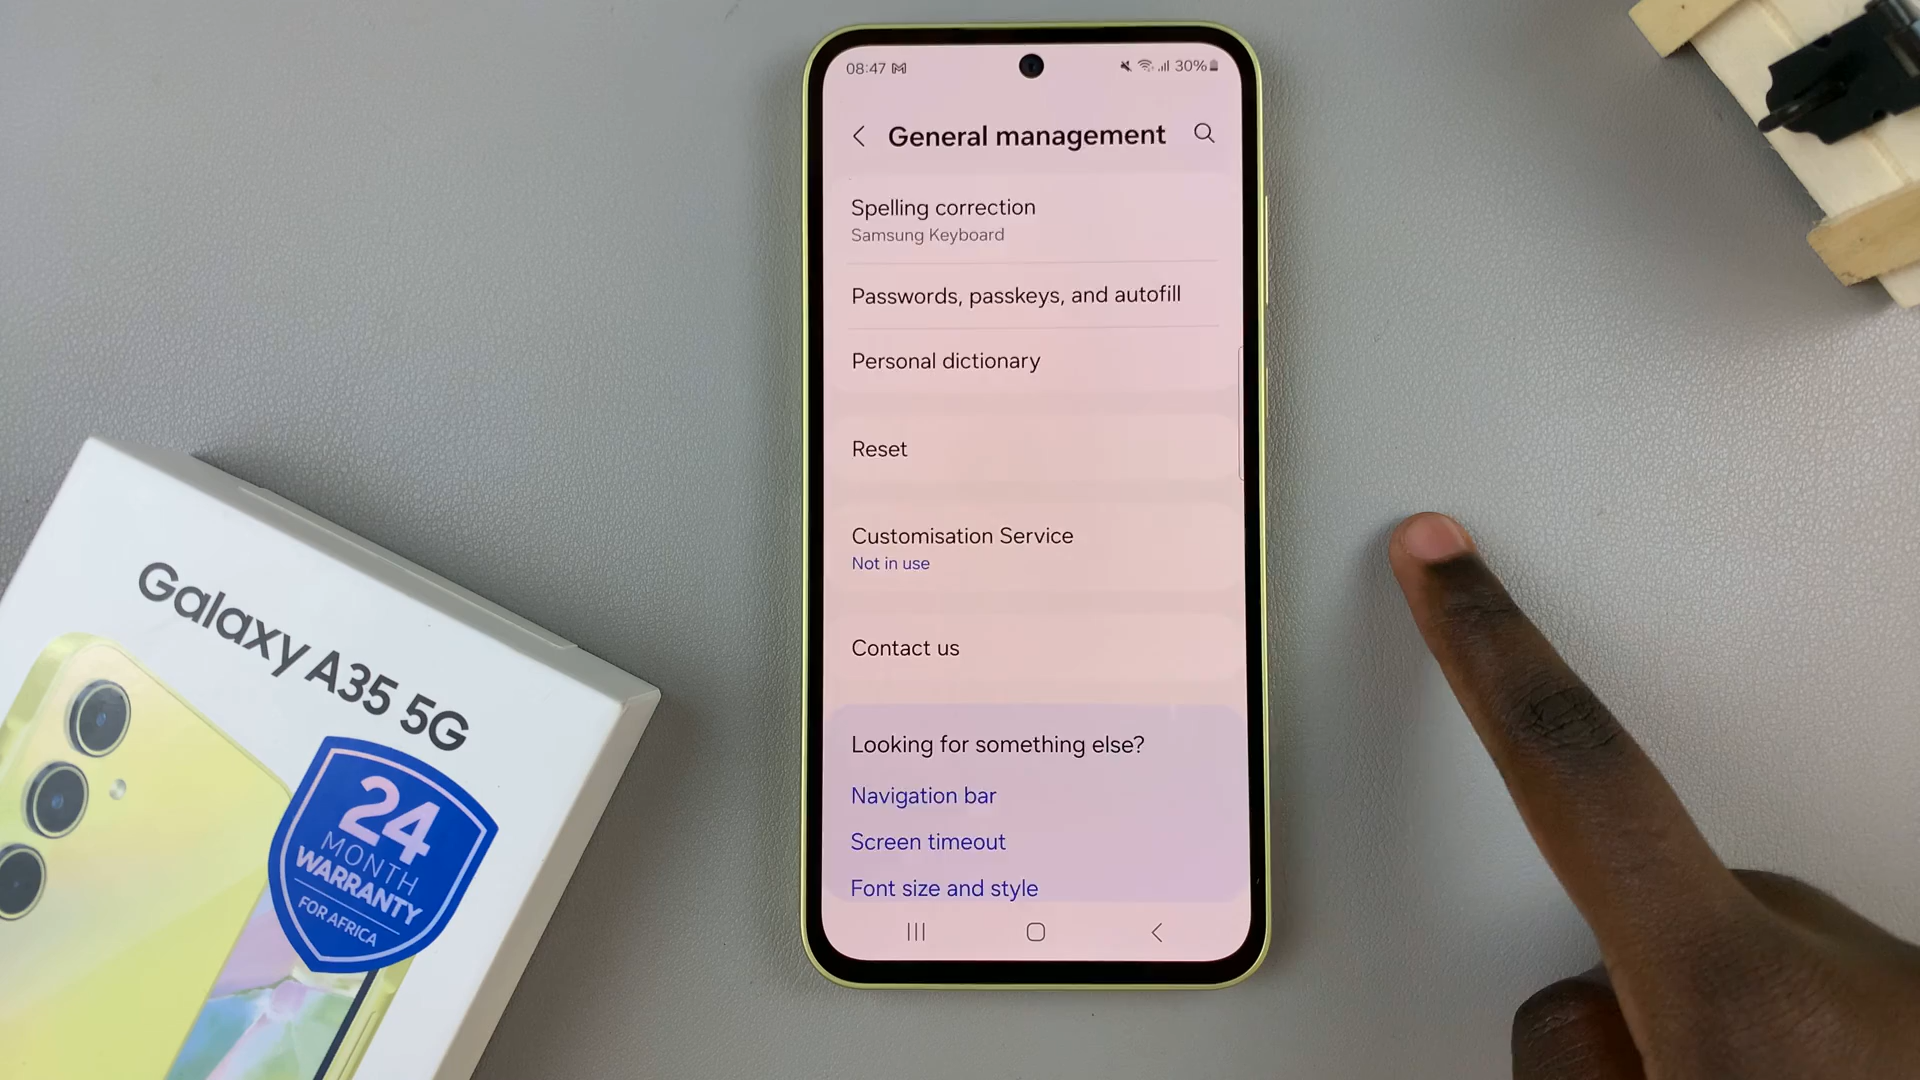 08:47
30%
General management
Spelling correction
Samsung Keyboard
Passwords, passkeys, and autofill
Personal dictionary
Reset
Customisation Service
Not in use
Contact us
Looking for something else?
Navigation bar
Screen timeout
Font size and style
Galaxy A35 5G
24
MONTH
WARRANTY
FOR AFRICA